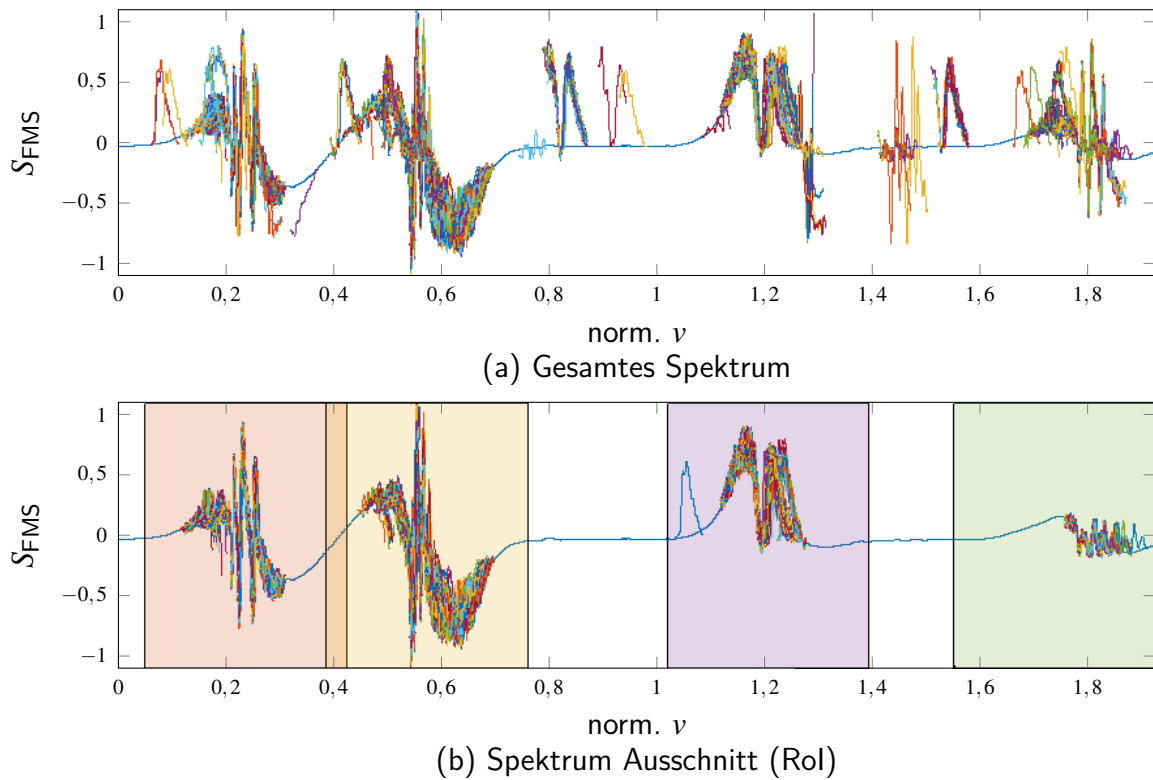 1
0,5
0
−0,5
−1
S_FMS
0 0,2 0,4 0,6 0,8 1 1,2 1,4 1,6 1,8
norm. ν
(a) Gesamtes Spektrum
1
0,5
0
−0,5
−1
S_FMS
0 0,2 0,4 0,6 0,8 1 1,2 1,4 1,6 1,8
norm. ν
(b) Spektrum Ausschnitt (RoI)